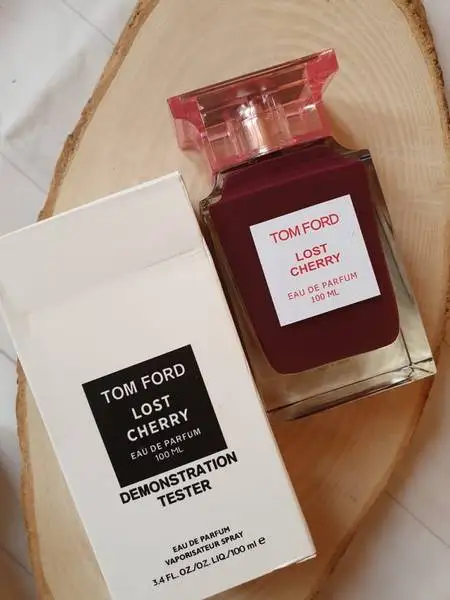 TOM FORD
LOST
CHERRY
EAU DE PARFUM
100 ML
TOM FORD
LOST
CHERRY
EAU DE PARFUM
100 ML
DEMONSTRATION
TESTER
EAU DE PARFUM
VAPORISATEUR SPRAY
3.4 FL. OZ./OZ. LIQ./100 ml e